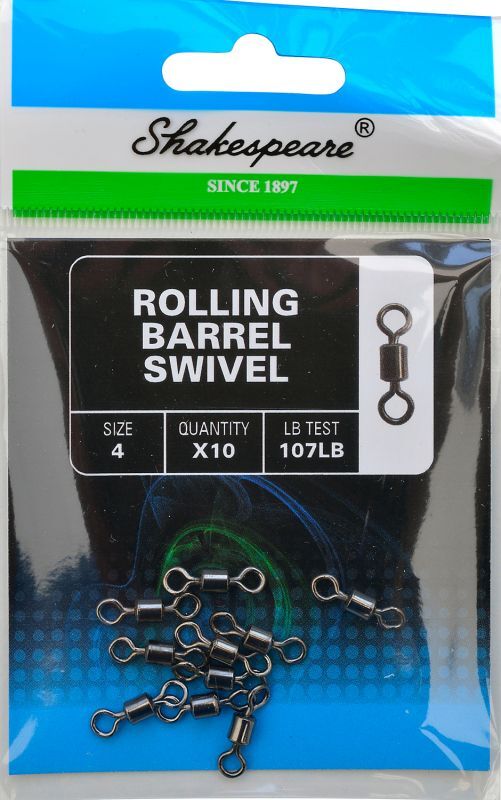 Shakespeare®
SINCE 1897
ROLLING
BARREL
SWIVEL
SIZE QUANTITY LB TEST
4 X10 107LB